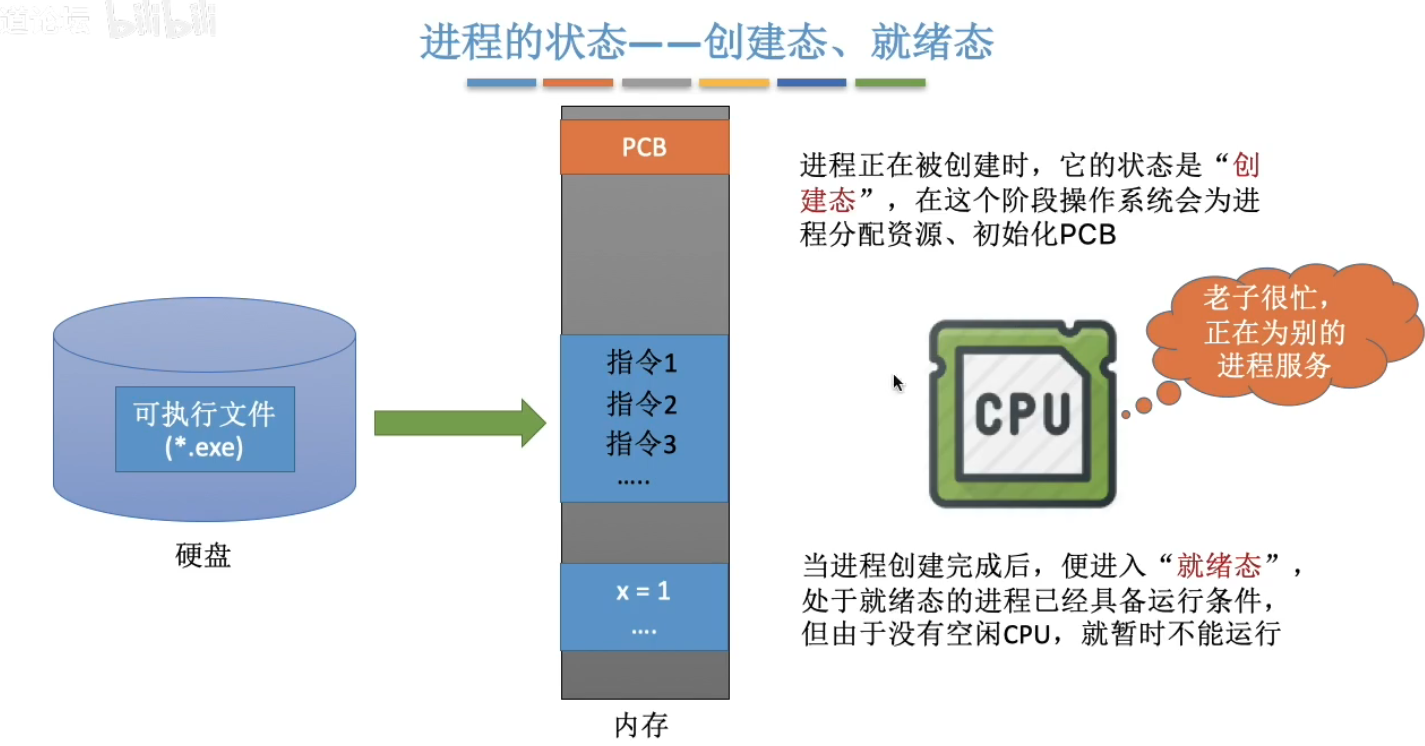 道论坛 bilibili
进程的状态——创建态、就绪态
PCB
进程正在被创建时，它的状态是“创
建态”，在这个阶段操作系统会为进
程分配资源、初始化PCB
老子很忙，
正在为别的
进程服务
CPU
指令1
指令2
指令3
.....
可执行文件
(*.exe)
硬盘
x = 1
....
内存
当进程创建完成后，便进入“就绪态”，
处于就绪态的进程已经具备运行条件，
但由于没有空闲CPU，就暂时不能运行